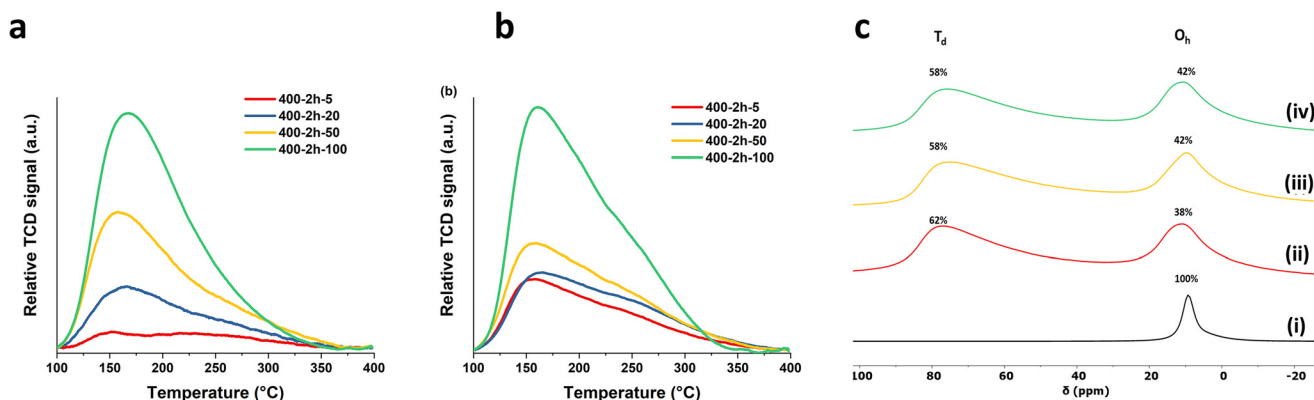 a
400-2h-5
400-2h-20
400-2h-50
400-2h-100
Relative TCD signal (a.u.)
100 150 200 250 300 350 400
Temperature (°C)
b
(b)
400-2h-5
400-2h-20
400-2h-50
400-2h-100
Relative TCD signal (a.u.)
100 150 200 250 300 350 400
Temperature (°C)
c
T_d O_h
58% 42%
(iv)
58% 42%
(iii)
62% 38%
(ii)
100%
(i)
100 80 60 40 20 0 -20
δ (ppm)